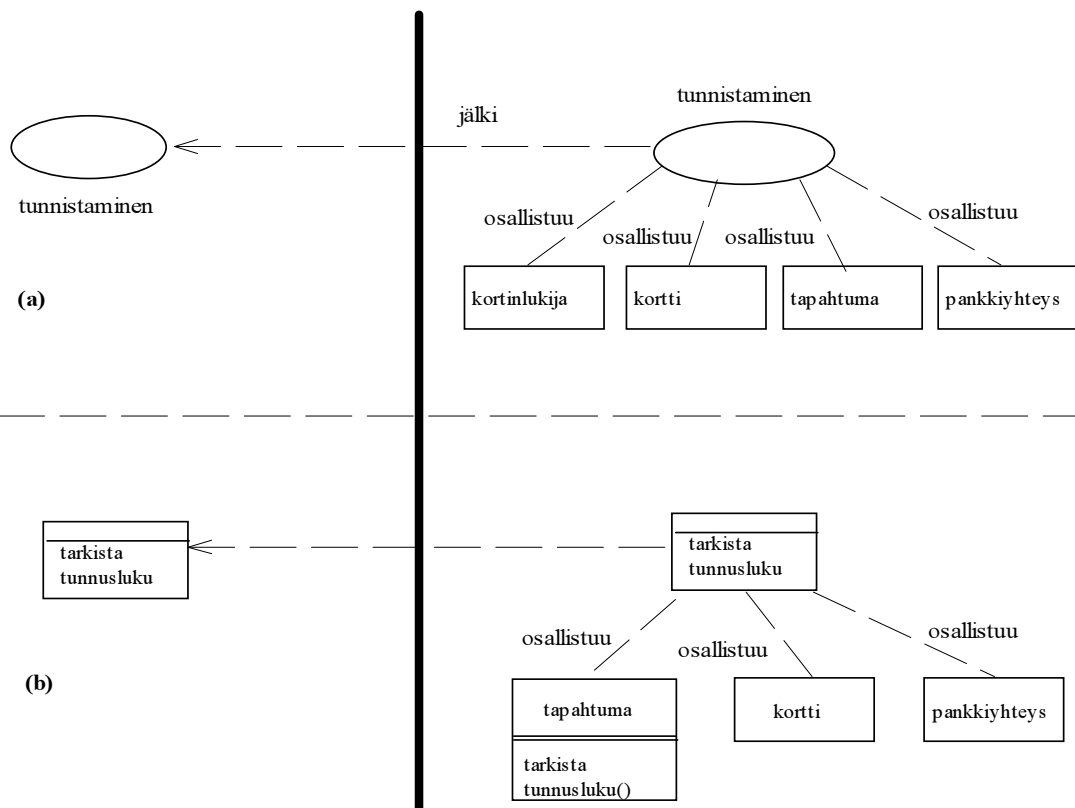 tunnistaminen
jälki
tunnistaminen
osallistuu
osallistuu
osallistuu
osallistuu
(a)
kortinlukija
kortti
tapahtuma
pankkiyhteys
tarkista
tunnusluku
tarkista
tunnusluku
osallistuu
osallistuu
osallistuu
(b)
tapahtuma
kortti
pankkiyhteys
tarkista
tunnusluku()